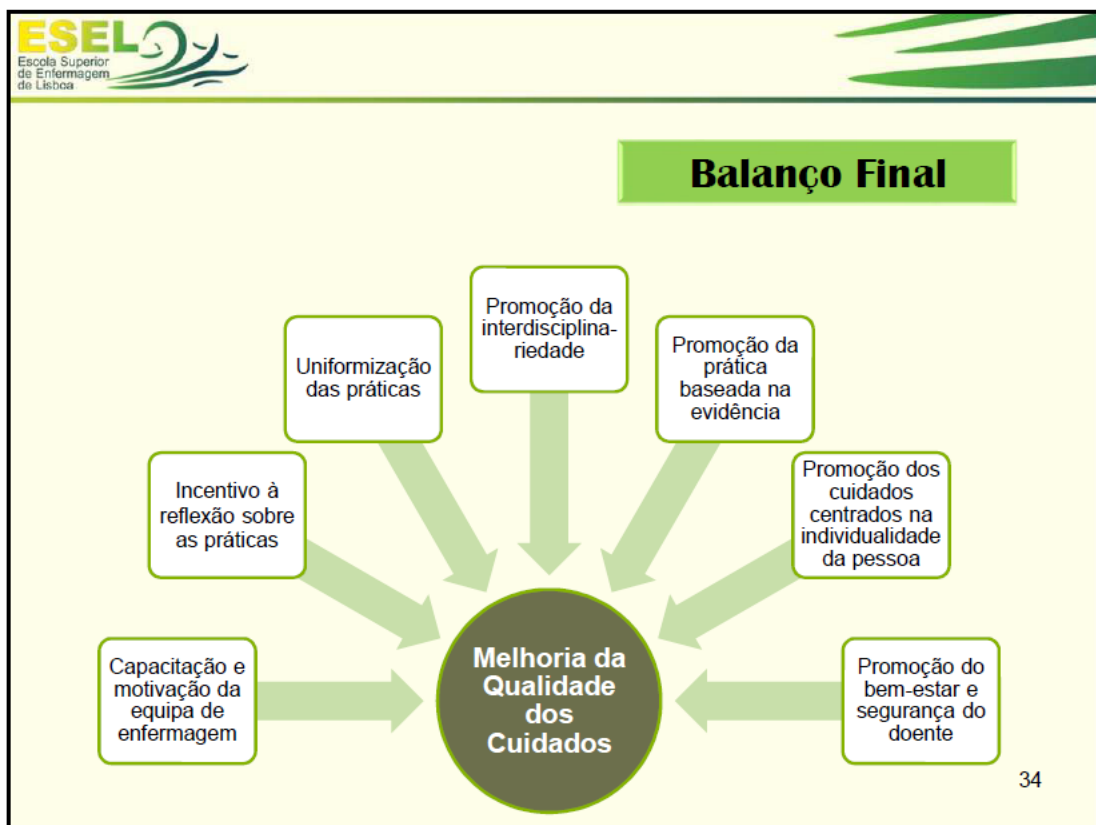 ESEL
Escola Superior
de Enfermagem
de Lisboa
Balanço Final
Promoção da
interdisciplina-
riedade
Uniformização
das práticas
Promoção da
prática
baseada na
evidência
Incentivo à
reflexão sobre
as práticas
Promoção dos
cuidados
centrados na
individualidade
da pessoa
Capacitação e
motivação da
equipa de
enfermagem
Melhoria da
Qualidade
dos
Cuidados
Promoção do
bem-estar e
segurança do
doente
34